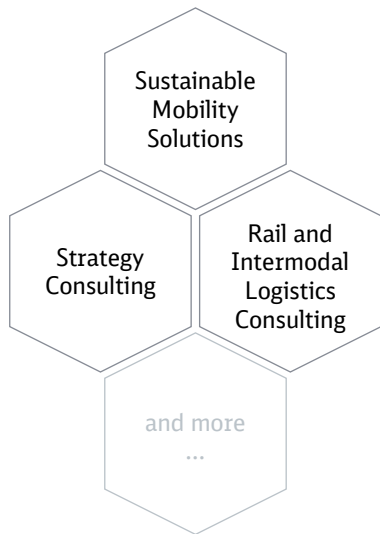 Sustainable
Mobility
Solutions
Strategy
Consulting
Rail and
Intermodal
Logistics
Consulting
and more
...